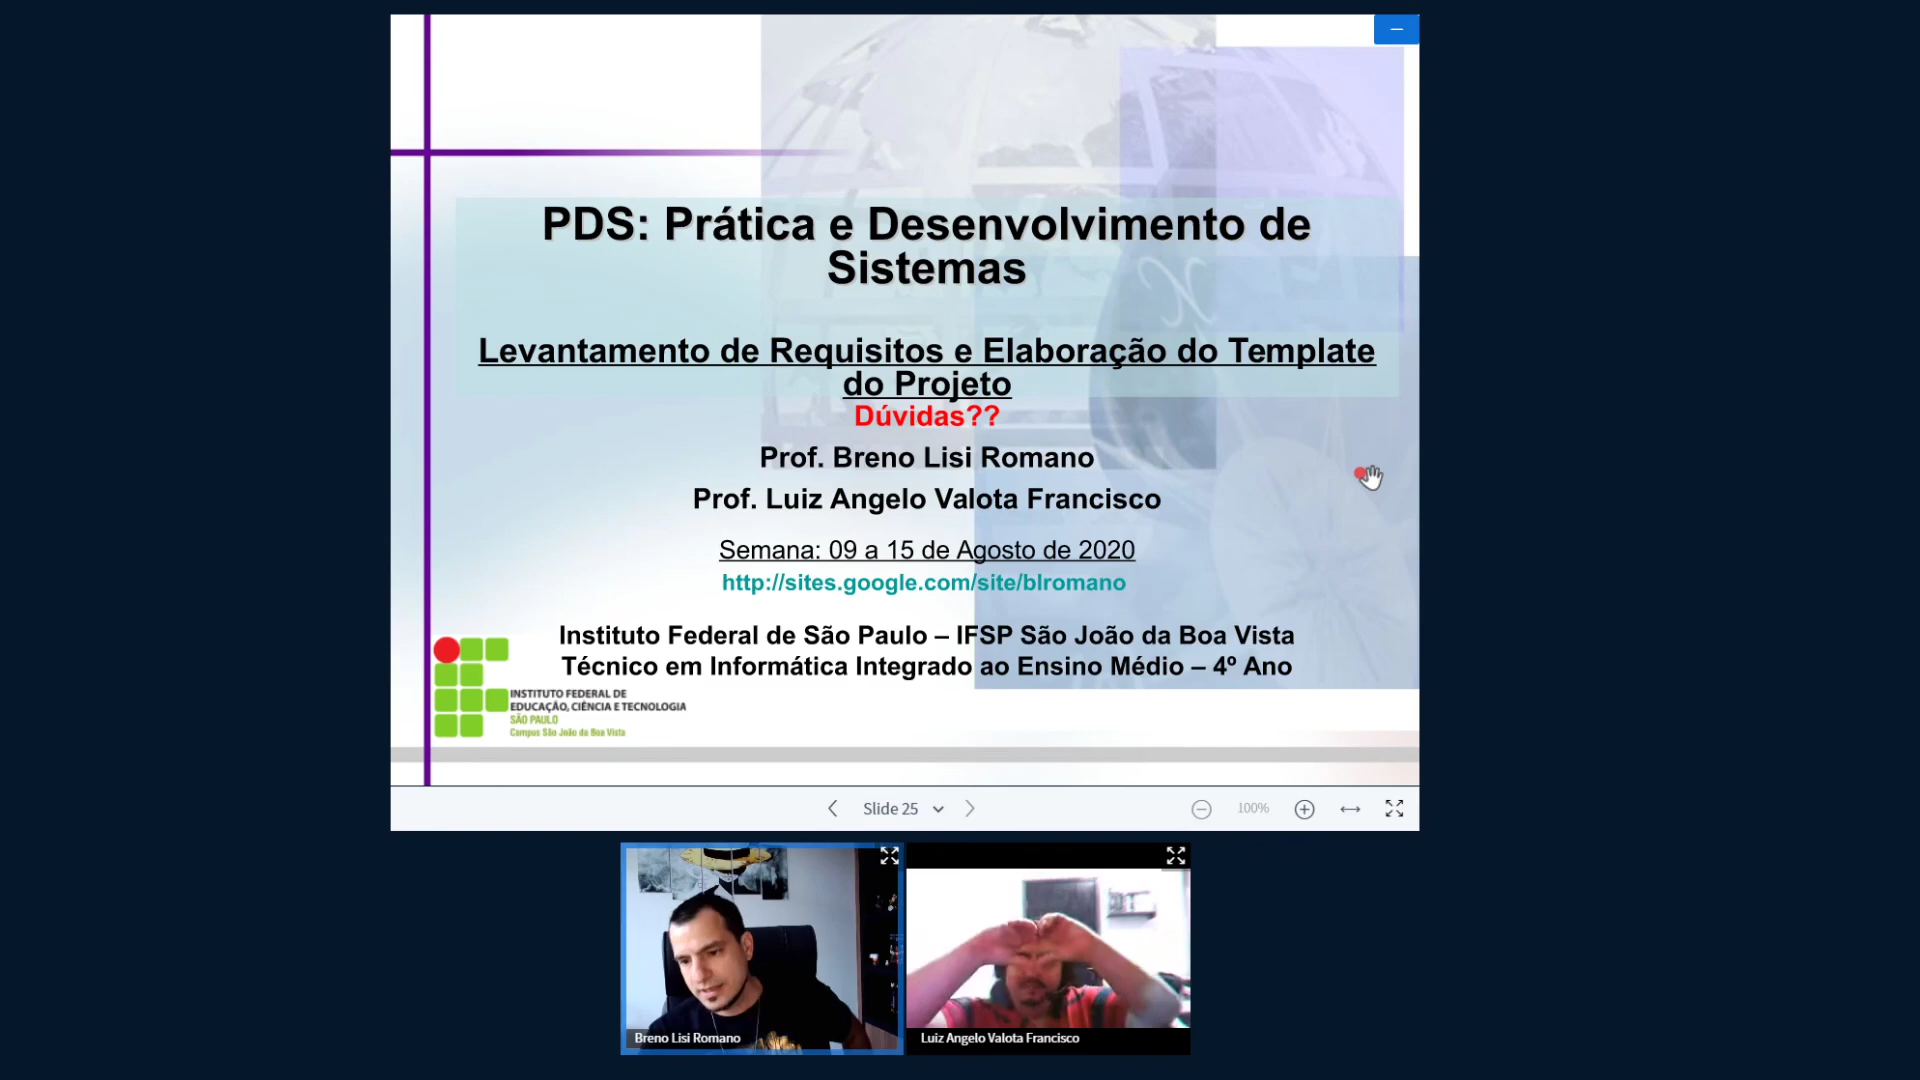 PDS: Prática e Desenvolvimento de
Sistemas
Levantamento de Requisitos e Elaboração do Template
do Projeto
Dúvidas??
Prof. Breno Lisi Romano
Prof. Luiz Angelo Valota Francisco
Semana: 09 a 15 de Agosto de 2020
http://sites.google.com/site/blromano
Instituto Federal de São Paulo – IFSP São João da Boa Vista
Técnico em Informática Integrado ao Ensino Médio – 4º Ano
INSTITUTO FEDERAL DE
EDUCAÇÃO, CIÊNCIA E TECNOLOGIA
SÃO PAULO
Campus São João da Boa Vista
Slide 25
100%
Breno Lisi Romano
Luiz Angelo Valota Francisco